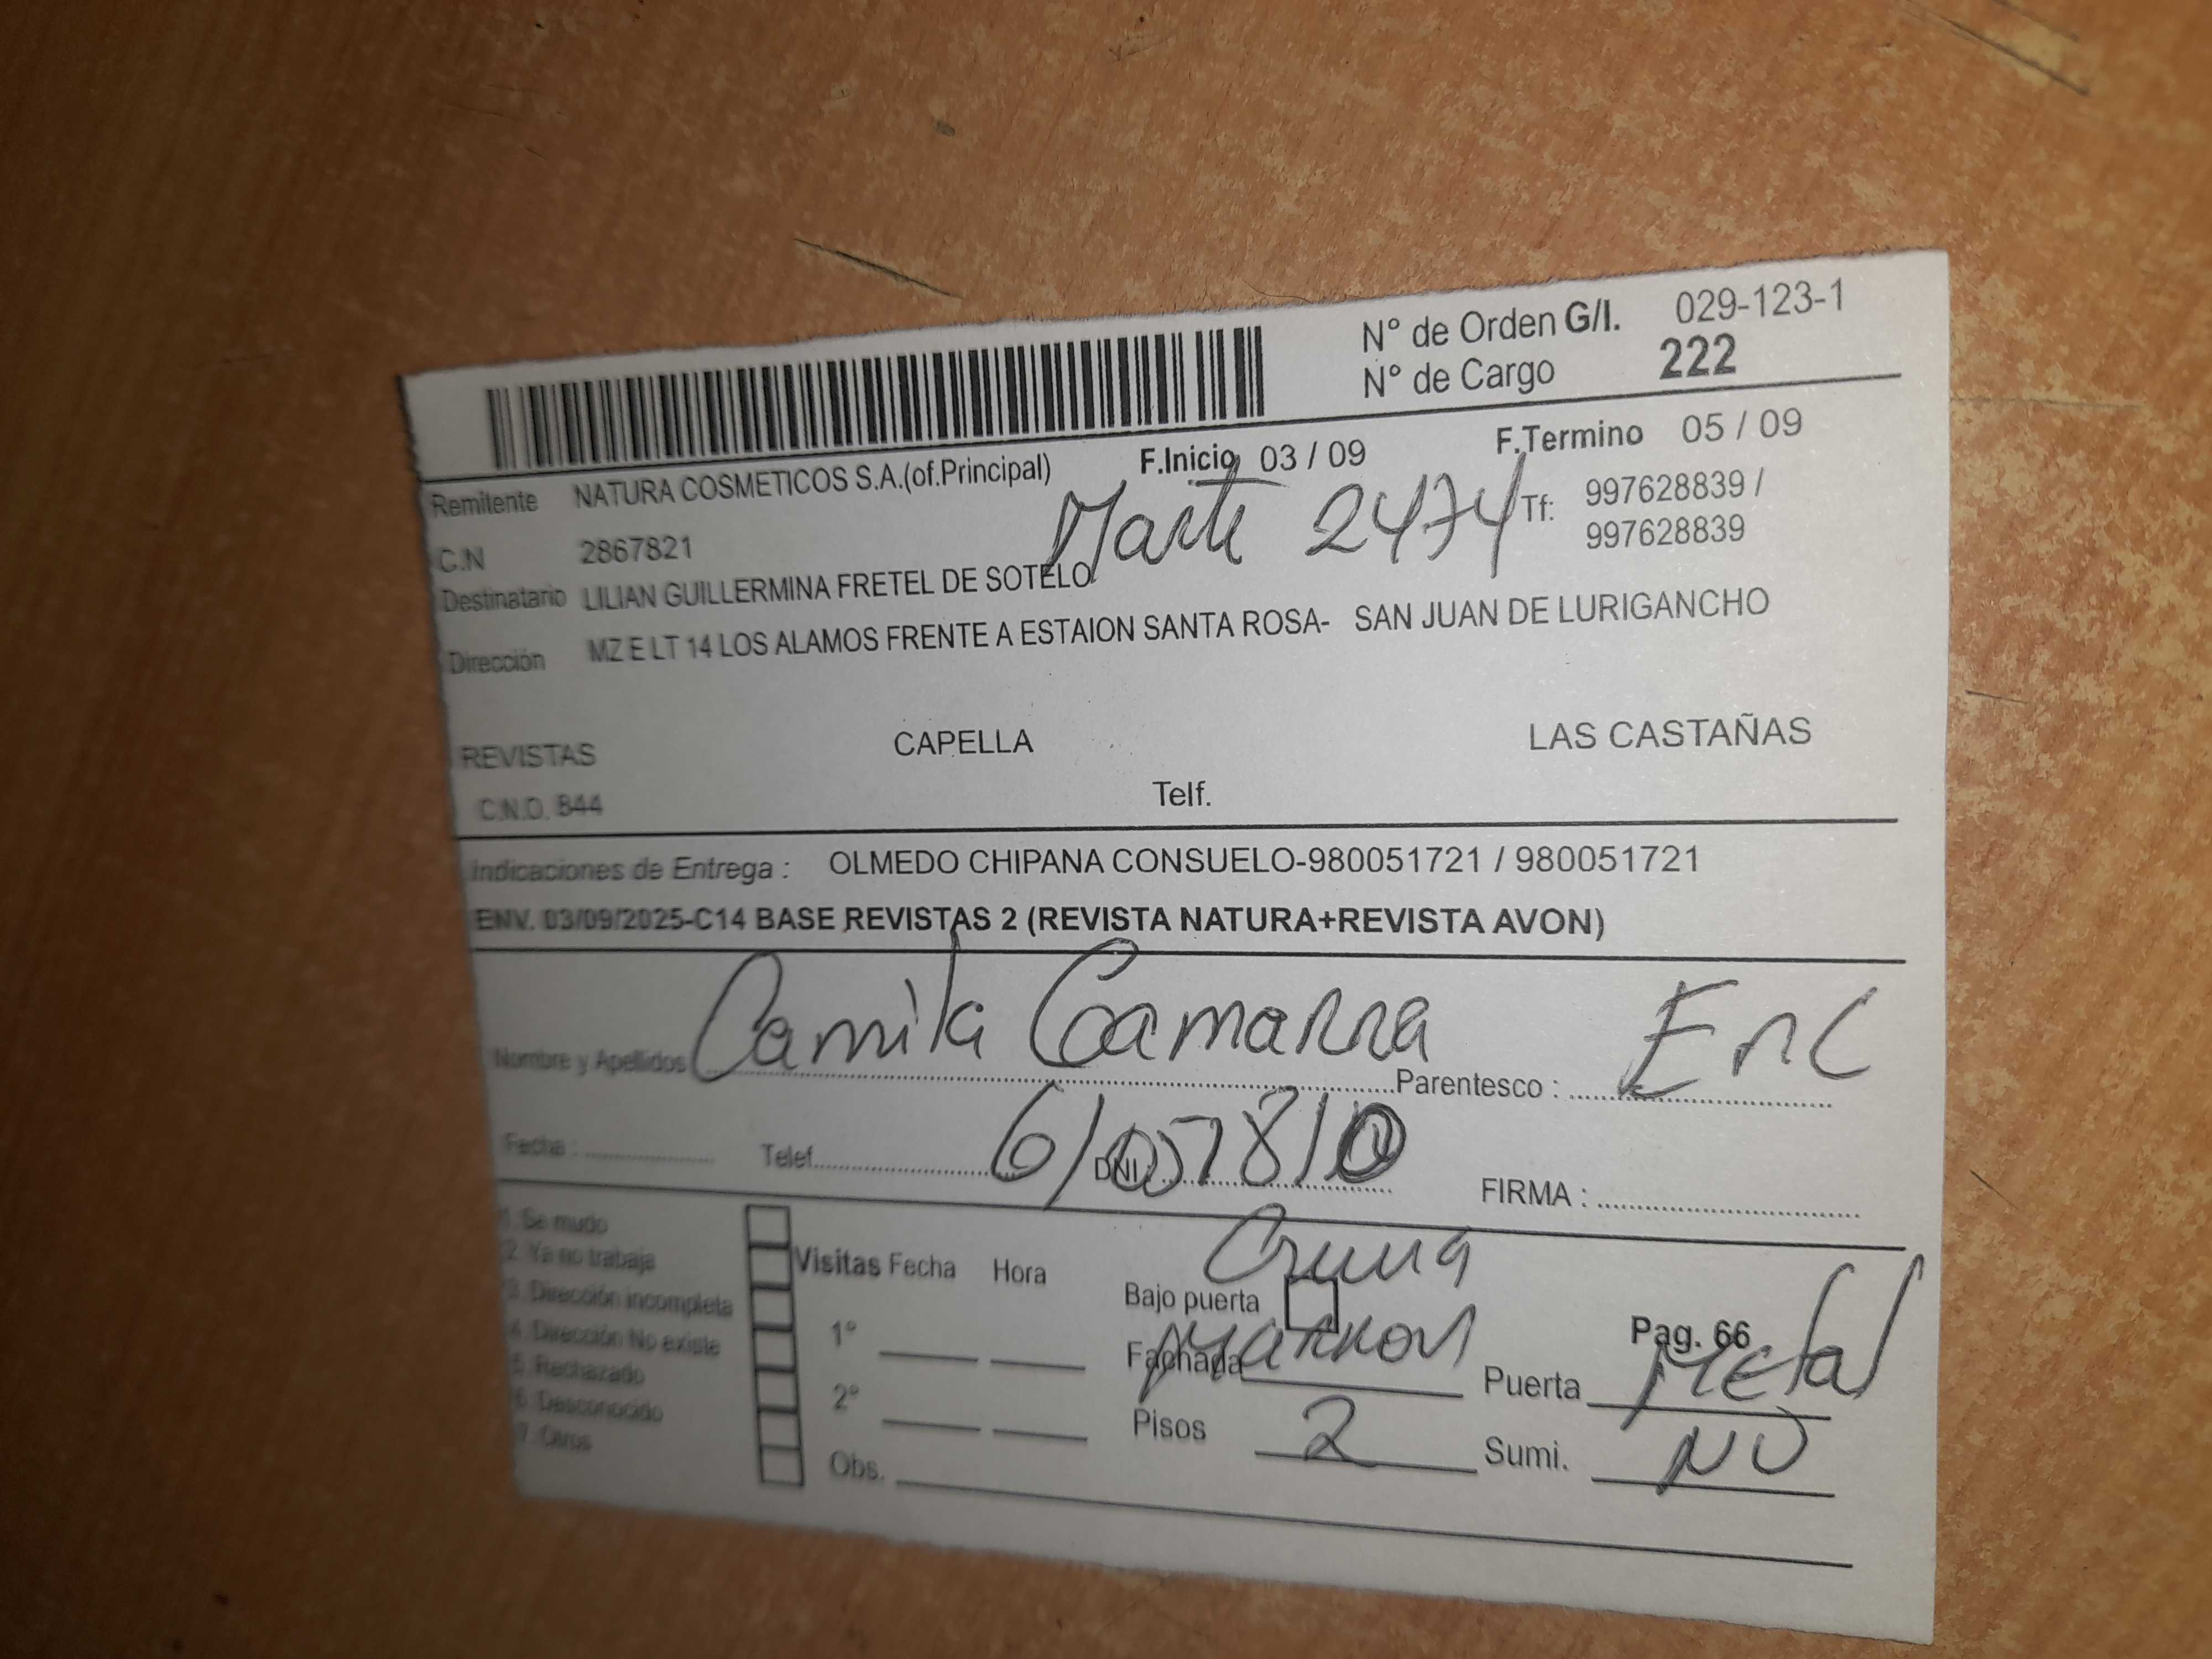 N° de Orden G/I. 029-123-1
N° de Cargo 222
F.Inicio 03 / 09 F.Termino 05 / 09
Remitente NATURA COSMETICOS S.A.(of.Principal)
Marte 2474 Tf: 997628839 /
997628839
C.N 2867821
Destinatario LILIAN GUILLERMINA FRETEL DE SOTELO
Dirección MZ E LT 14 LOS ALAMOS FRENTE A ESTAION SANTA ROSA- SAN JUAN DE LURIGANCHO
REVISTAS CAPELLA LAS CASTAÑAS
C.N.D. 844 Telf.
Indicaciones de Entrega : OLMEDO CHIPANA CONSUELO-980051721 / 980051721
ENV. 03/09/2025-C14 BASE REVISTAS 2 (REVISTA NATURA+REVISTA AVON)
Nombre y Apellidos Camila Gamarra Parentesco : Enc
Fecha : Telef. DNI FIRMA :
1. Se mudo
2. Ya no trabaja
3. Dirección incompleta
4. Dirección No existe
5. Rechazado
6. Desconocido
7. Otros
Visitas Fecha Hora
1°
2°
Obs.
Crema
Bajo puerta Pag. 66
Fachada Marron Puerta Metal
Pisos 2 Sumi. NO